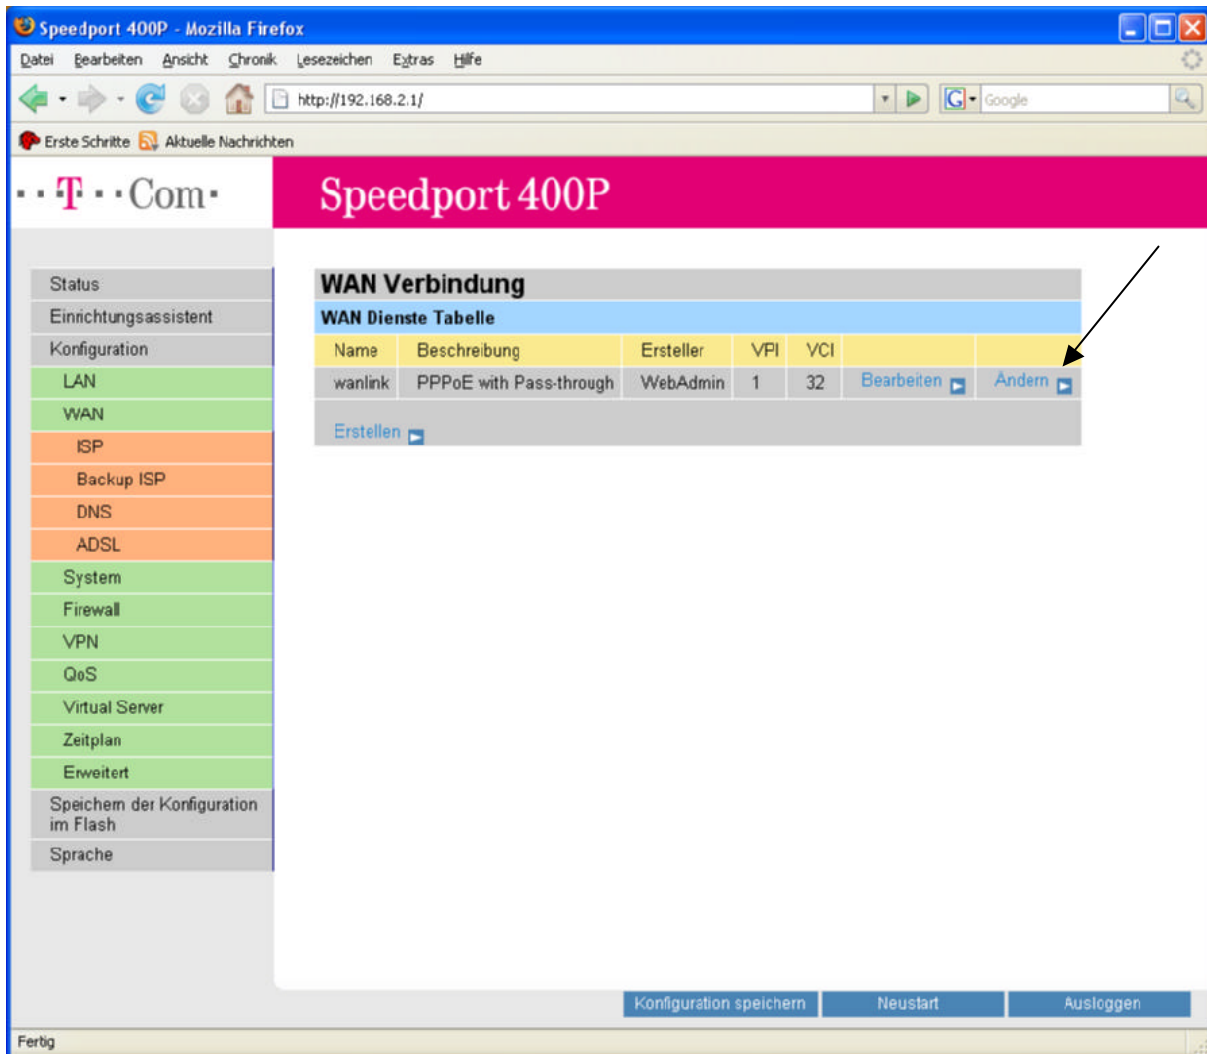 Speedport 400P - Mozilla Firefox
Datei Bearbeiten Ansicht Chronik Lesezeichen Extras Hilfe
http://192.168.2.1/ G Google
Erste Schritte Aktuelle Nachrichten
··T··Com· Speedport 400P
Status
Einrichtungsassistent
Konfiguration
LAN
WAN
ISP
Backup ISP
DNS
ADSL
System
Firewall
VPN
QoS
Virtual Server
Zeitplan
Erweitert
Speichern der Konfiguration
im Flash
Sprache
WAN Verbindung
WAN Dienste Tabelle
Name Beschreibung Ersteller VPI VCI
wanlink PPPoE with Pass-through WebAdmin 1 32 Bearbeiten Ändern
Erstellen
Konfiguration speichern Neustart Ausloggen
Fertig